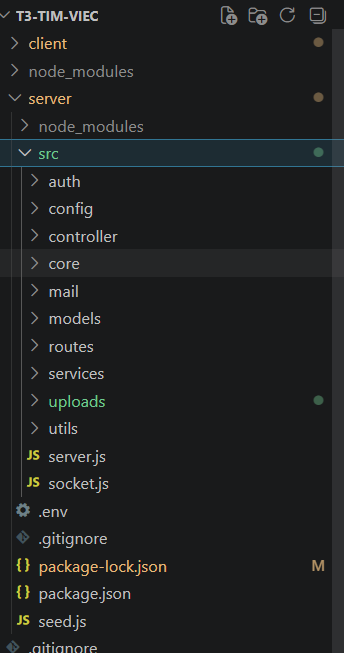 T3-TIM-VIEC
client
node_modules
server
node_modules
src
auth
config
controller
core
mail
models
routes
services
uploads
utils
JS server.js
JS socket.js
.env
.gitignore
{} package-lock.json M
{} package.json
JS seed.js
.gitignore